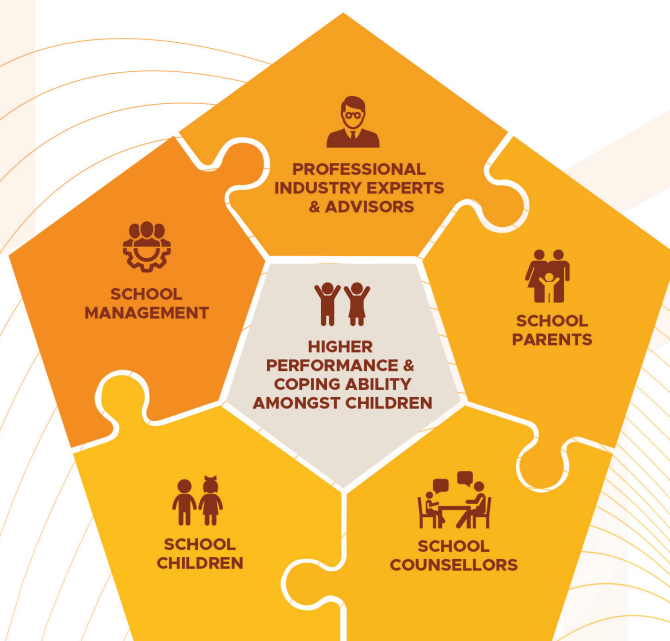 PROFESSIONAL
INDUSTRY EXPERTS
& ADVISORS
SCHOOL
MANAGEMENT
SCHOOL
PARENTS
HIGHER
PERFORMANCE &
COPING ABILITY
AMONGST CHILDREN
SCHOOL
CHILDREN
SCHOOL
COUNSELLORS